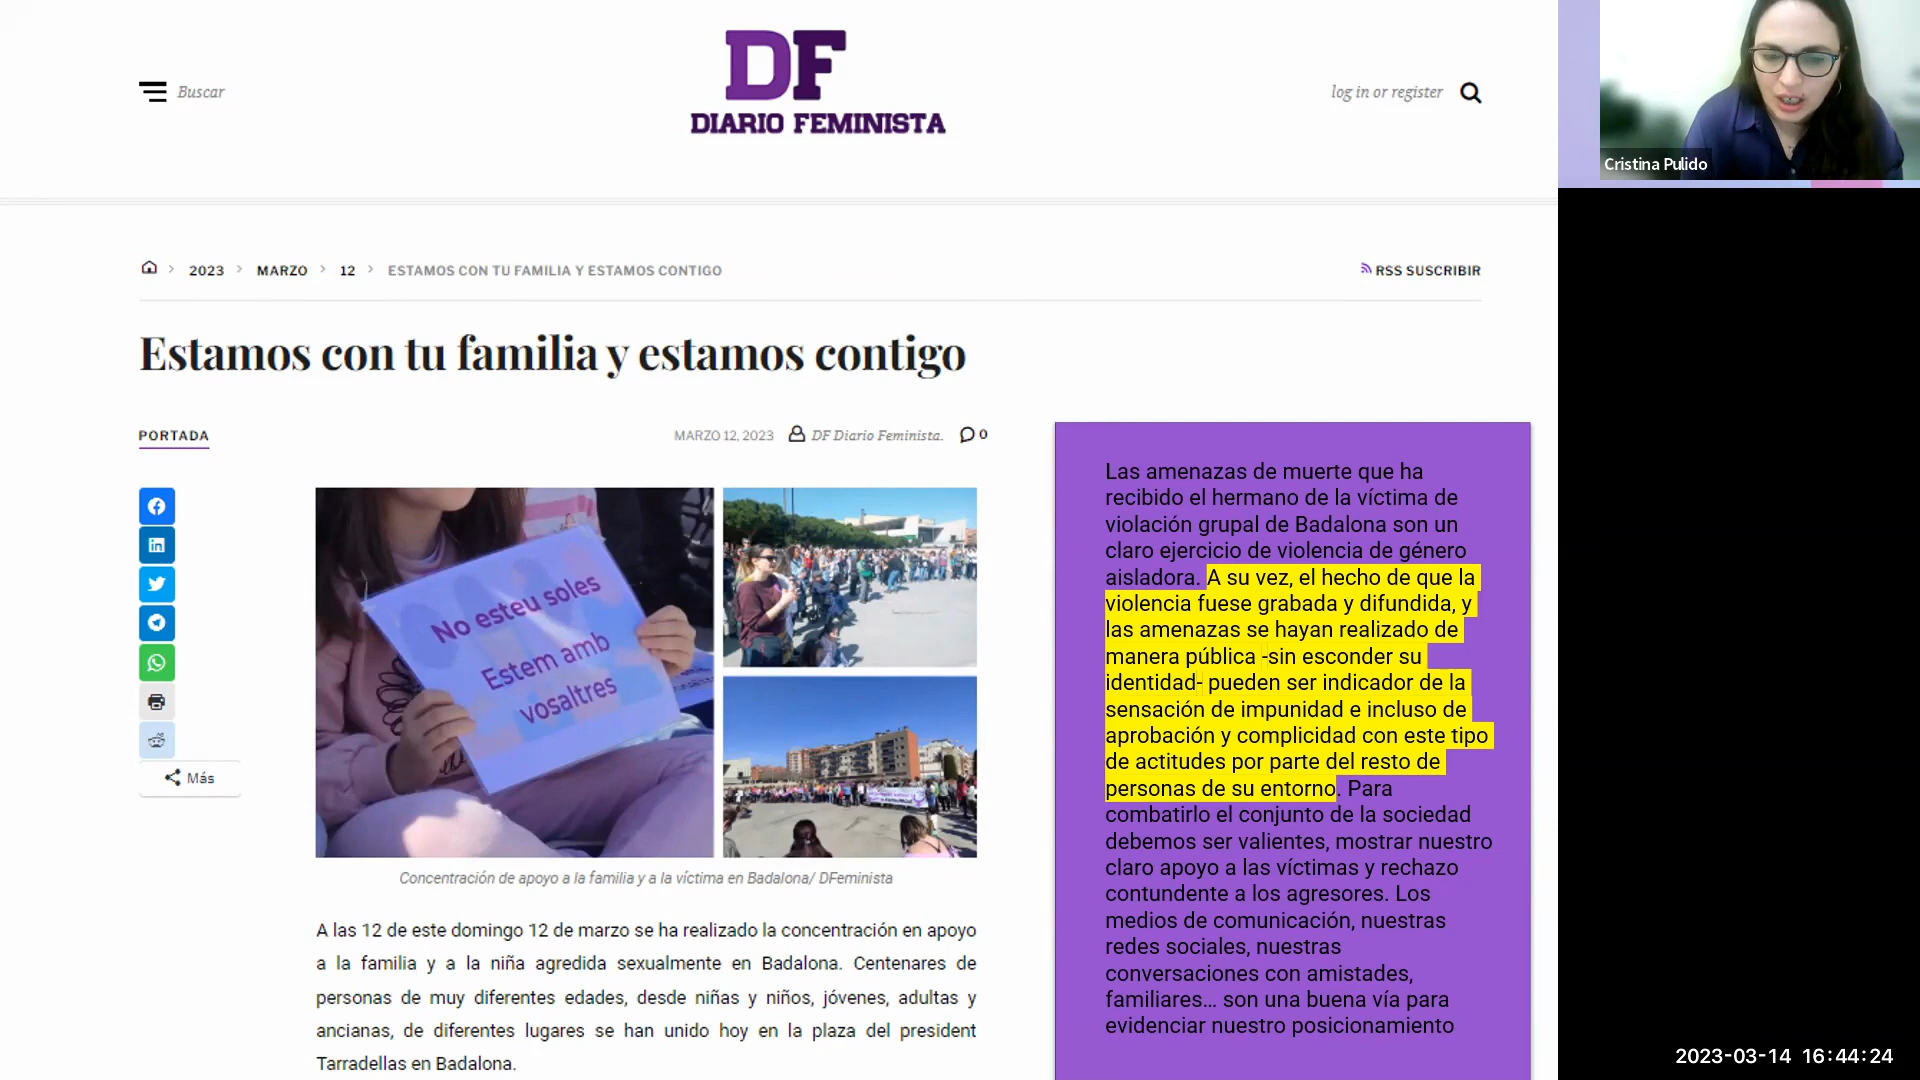 DF
DIARIO FEMINISTA
Buscar
log in or register
Cristina Pulido
2023 > MARZO > 12 > ESTAMOS CON TU FAMILIA Y ESTAMOS CONTIGO
RSS SUSCRIBIR
Estamos con tu familia y estamos contigo
PORTADA
MARZO 12, 2023 DF Diario Feminista. 0
Más
No esteu soles
Estem amb
vosaltres
Concentración de apoyo a la familia y a la víctima en Badalona/ DFeminista
A las 12 de este domingo 12 de marzo se ha realizado la concentración en apoyo
a la familia y a la niña agredida sexualmente en Badalona. Centenares de
personas de muy diferentes edades, desde niñas y niños, jóvenes, adultas y
ancianas, de diferentes lugares se han unido hoy en la plaza del president
Tarradellas en Badalona.
Las amenazas de muerte que ha
recibido el hermano de la víctima de
violación grupal de Badalona son un
claro ejercicio de violencia de género
aisladora. A su vez, el hecho de que la
violencia fuese grabada y difundida, y
las amenazas se hayan realizado de
manera pública -sin esconder su
identidad- pueden ser indicador de la
sensación de impunidad e incluso de
aprobación y complicidad con este tipo
de actitudes por parte del resto de
personas de su entorno. Para
combatirlo el conjunto de la sociedad
debemos ser valientes, mostrar nuestro
claro apoyo a las víctimas y rechazo
contundente a los agresores. Los
medios de comunicación, nuestras
redes sociales, nuestras
conversaciones con amistades,
familiares... son una buena vía para
evidenciar nuestro posicionamiento
2023-03-14 16:44:24